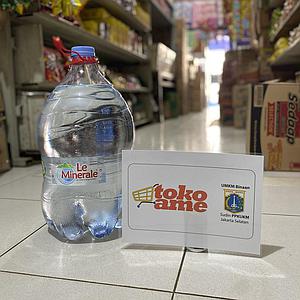 Le
Minerale
toko
ame
UMKM Binaan
Sudin PPKUKM
Jakarta Selatan
Sedaap